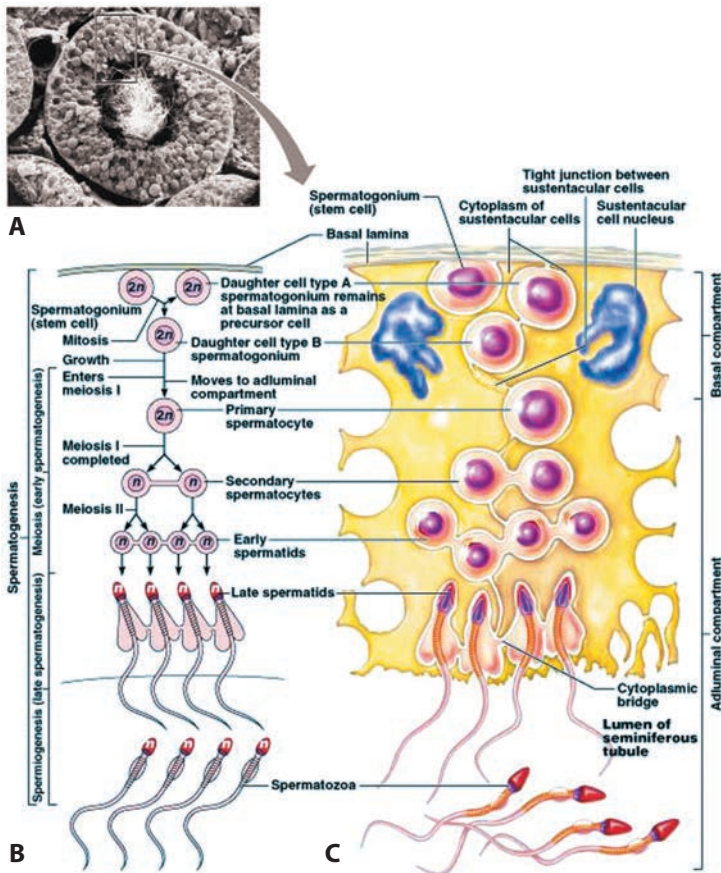 A
Spermatogonium
(stem cell)
Tight junction between
sustentacular cells
Cytoplasm of
sustentacular cells
Sustentacular
cell nucleus
Basal lamina
2n
2n
Daughter cell type A
spermatogonium remains
at basal lamina as a
precursor cell
Spermatogonium
(stem cell)
Mitosis
2n
Daughter cell type B
spermatogonium
Growth
Enters
meiosis I
Moves to adluminal
compartment
2n
Primary
spermatocyte
Meiosis I
completed
n
n
Secondary
spermatocytes
Meiosis II
n
n
n
n
Early
spermatids
Late spermatids
n
n
n
n
Spermatogenesis
Meiosis (early spermatogenesis)
Spermiogenesis (late spermatogenesis)
Basal compartment
Adluminal compartment
Cytoplasmic
bridge
Lumen of
seminiferous
tubule
n
n
n
n
Spermatozoa
B
C